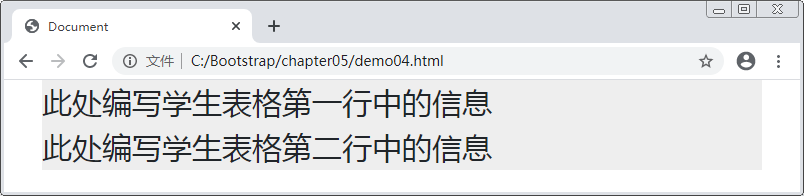 Document
文件 C:/Bootstrap/chapter05/demo04.html
此处编写学生表格第一行中的信息
此处编写学生表格第二行中的信息